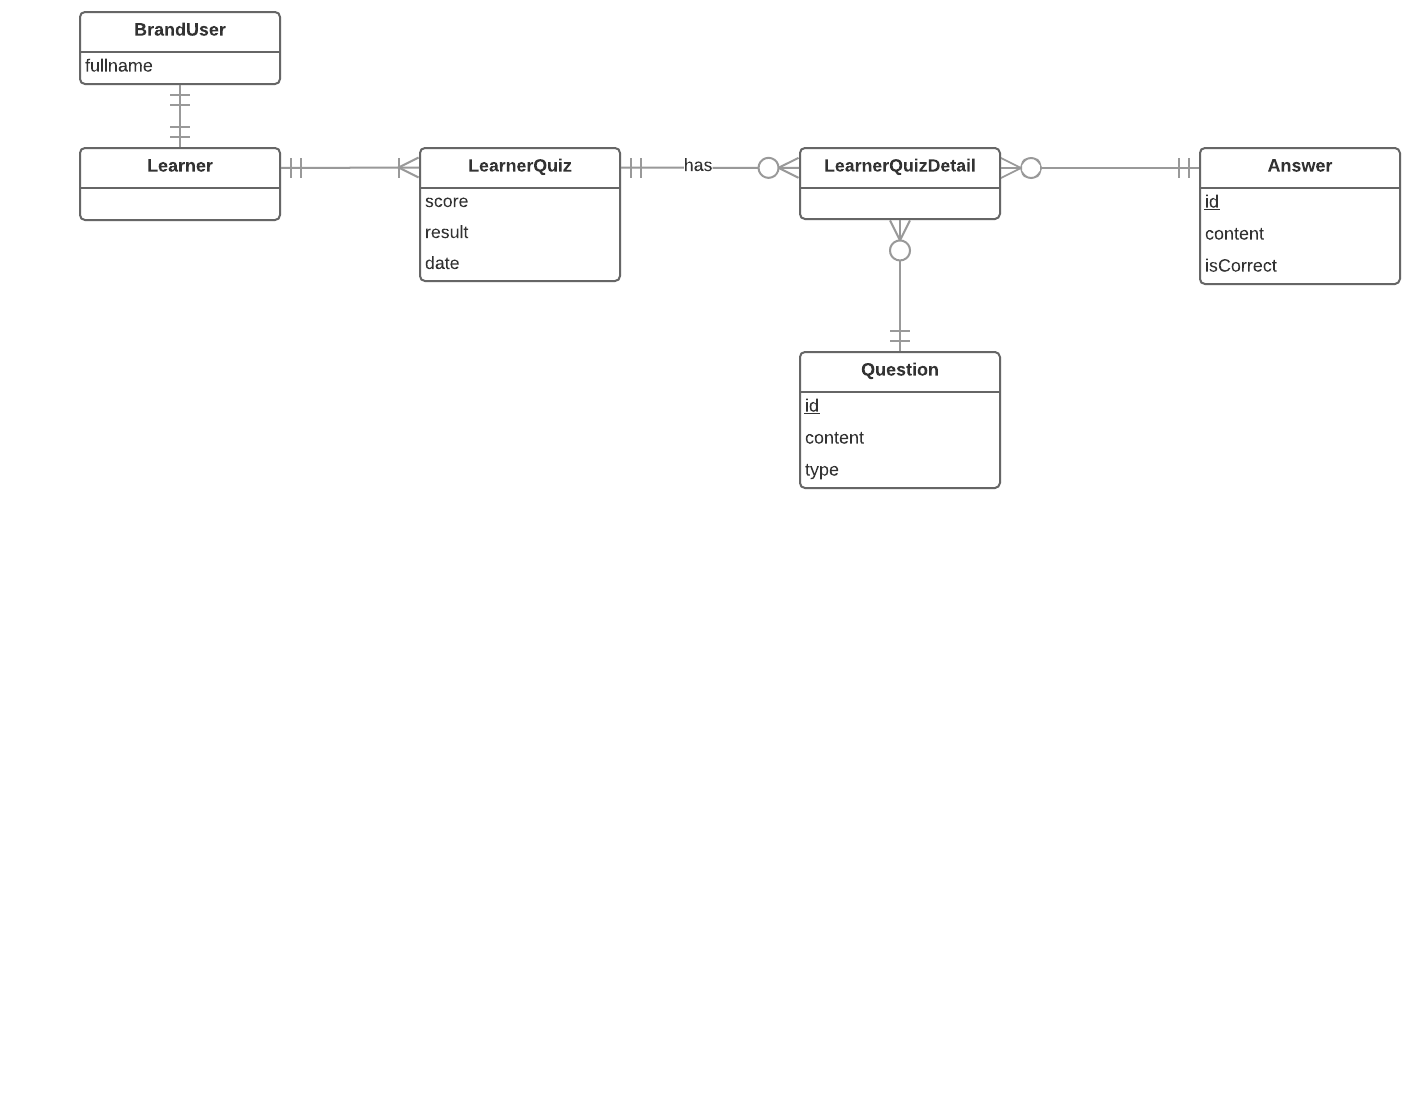 BrandUser
fullname
Learner
LearnerQuiz
score
result
date
has
LearnerQuizDetail
Answer
id
content
isCorrect
Question
id
content
type